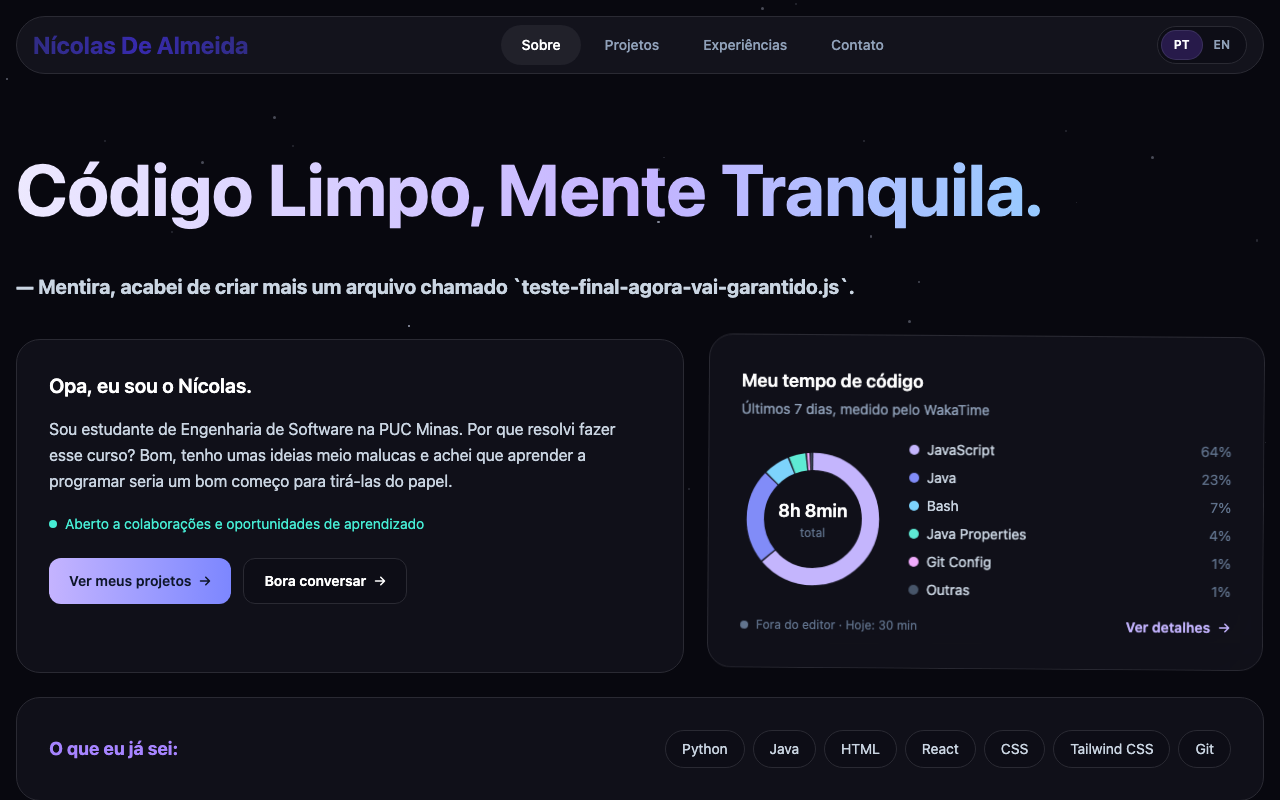 Nícolas De Almeida
Sobre
Projetos
Experiências
Contato
PT
EN
Código Limpo, Mente Tranquila.
— Mentira, acabei de criar mais um arquivo chamado `teste-final-agora-vai-garantido.js`.
Opa, eu sou o Nícolas.
Sou estudante de Engenharia de Software na PUC Minas. Por que resolvi fazer
esse curso? Bom, tenho umas ideias meio malucas e achei que aprender a
programar seria um bom começo para tirá-las do papel.
Aberto a colaborações e oportunidades de aprendizado
Ver meus projetos →
Bora conversar →
Meu tempo de código
Últimos 7 dias, medido pelo WakaTime
8h 8min
total
JavaScript 64%
Java 23%
Bash 7%
Java Properties 4%
Git Config 1%
Outras 1%
Fora do editor · Hoje: 30 min
Ver detalhes →
O que eu já sei:
Python
Java
HTML
React
CSS
Tailwind CSS
Git